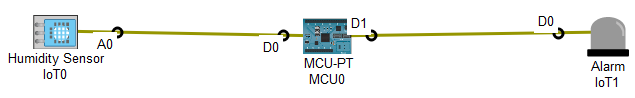 A0
D0
D1
D0
Humidity Sensor
IoT0
MCU-PT
MCU0
Alarm
IoT1